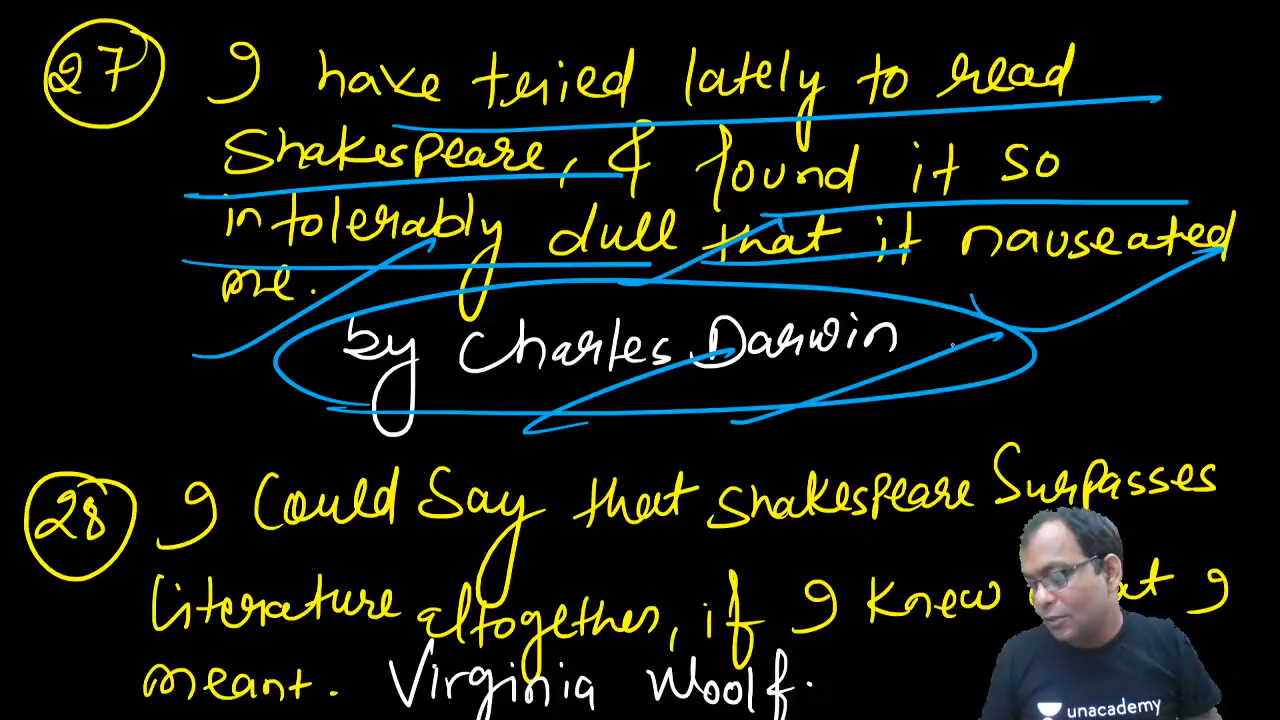 27 I have tried lately to read
Shakespeare, & found it so
intolerably dull that it nauseated
me.
by Charles Darwin
28 I Could Say that Shakespeare Surpasses
literature altogether, if I knew I
meant. Virginia Woolf.
unacademy